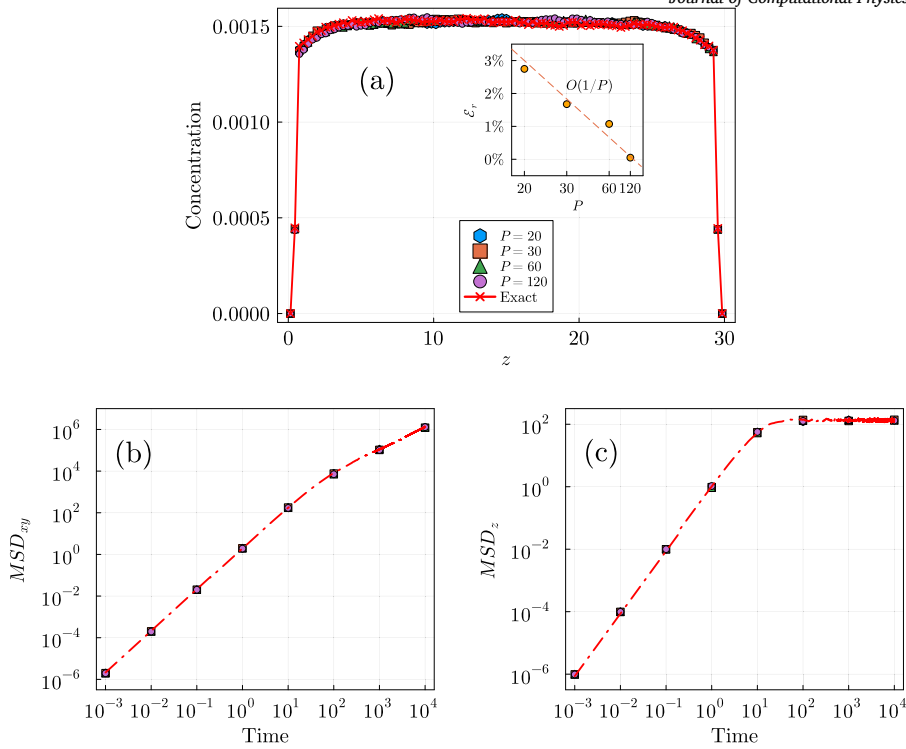 Journal of Computational Physics
(a)
Concentration
0.0015
0.0010
0.0005
0.0000
0 10 20 30
z
3%
2%
1%
0%
ℰᵣ
O(1/P)
20 30 60 120
P
P = 20
P = 30
P = 60
P = 120
Exact
(b)
MSD_{xy}
10^6
10^4
10^2
10^0
10^{-2}
10^{-4}
10^{-6}
10^{-3} 10^{-2} 10^{-1} 10^0 10^1 10^2 10^3 10^4
Time
(c)
MSD_z
10^2
10^0
10^{-2}
10^{-4}
10^{-6}
10^{-3} 10^{-2} 10^{-1} 10^0 10^1 10^2 10^3 10^4
Time